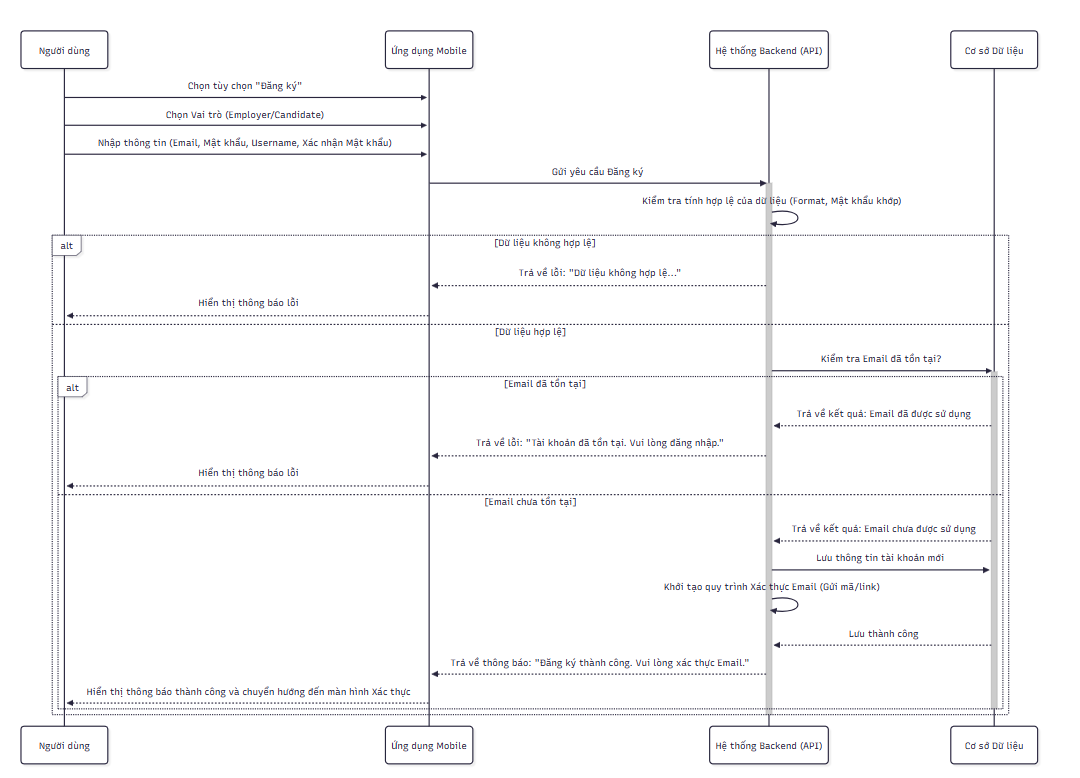 Người dùng
Ứng dụng Mobile
Hệ thống Backend (API)
Cơ sở Dữ liệu
Chọn tùy chọn "Đăng ký"
Chọn Vai trò (Employer/Candidate)
Nhập thông tin (Email, Mật khẩu, Username, Xác nhận Mật khẩu)
Gửi yêu cầu Đăng ký
Kiểm tra tính hợp lệ của dữ liệu (Format, Mật khẩu khớp)
alt
[Dữ liệu không hợp lệ]
Trả về lỗi: "Dữ liệu không hợp lệ..."
Hiển thị thông báo lỗi
[Dữ liệu hợp lệ]
Kiểm tra Email đã tồn tại?
alt
[Email đã tồn tại]
Trả về kết quả: Email đã được sử dụng
Trả về lỗi: "Tài khoản đã tồn tại. Vui lòng đăng nhập."
Hiển thị thông báo lỗi
[Email chưa tồn tại]
Trả về kết quả: Email chưa được sử dụng
Lưu thông tin tài khoản mới
Khởi tạo quy trình Xác thực Email (Gửi mã/link)
Lưu thành công
Trả về thông báo: "Đăng ký thành công. Vui lòng xác thực Email."
Hiển thị thông báo thành công và chuyển hướng đến màn hình Xác thực
Người dùng
Ứng dụng Mobile
Hệ thống Backend (API)
Cơ sở Dữ liệu